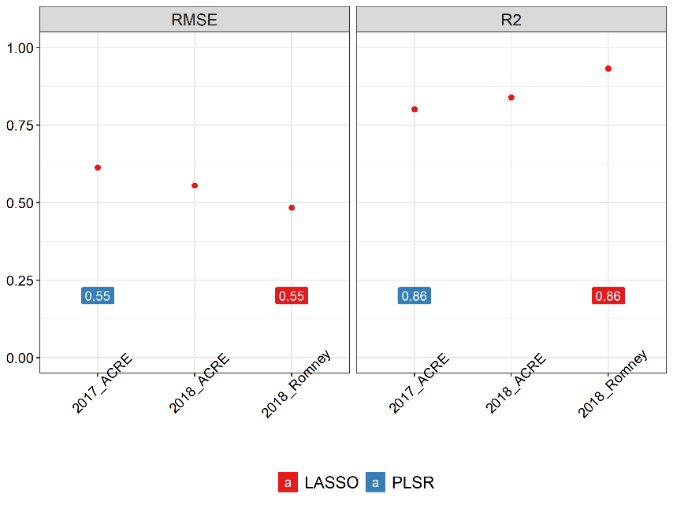 RMSE R2
1.00
0.75
0.50
0.25
0.00
0.55 0.55 0.86 0.86
2017_ACRE 2018_ACRE 2018_Romney 2017_ACRE 2018_ACRE 2018_Romney
a LASSO a PLSR